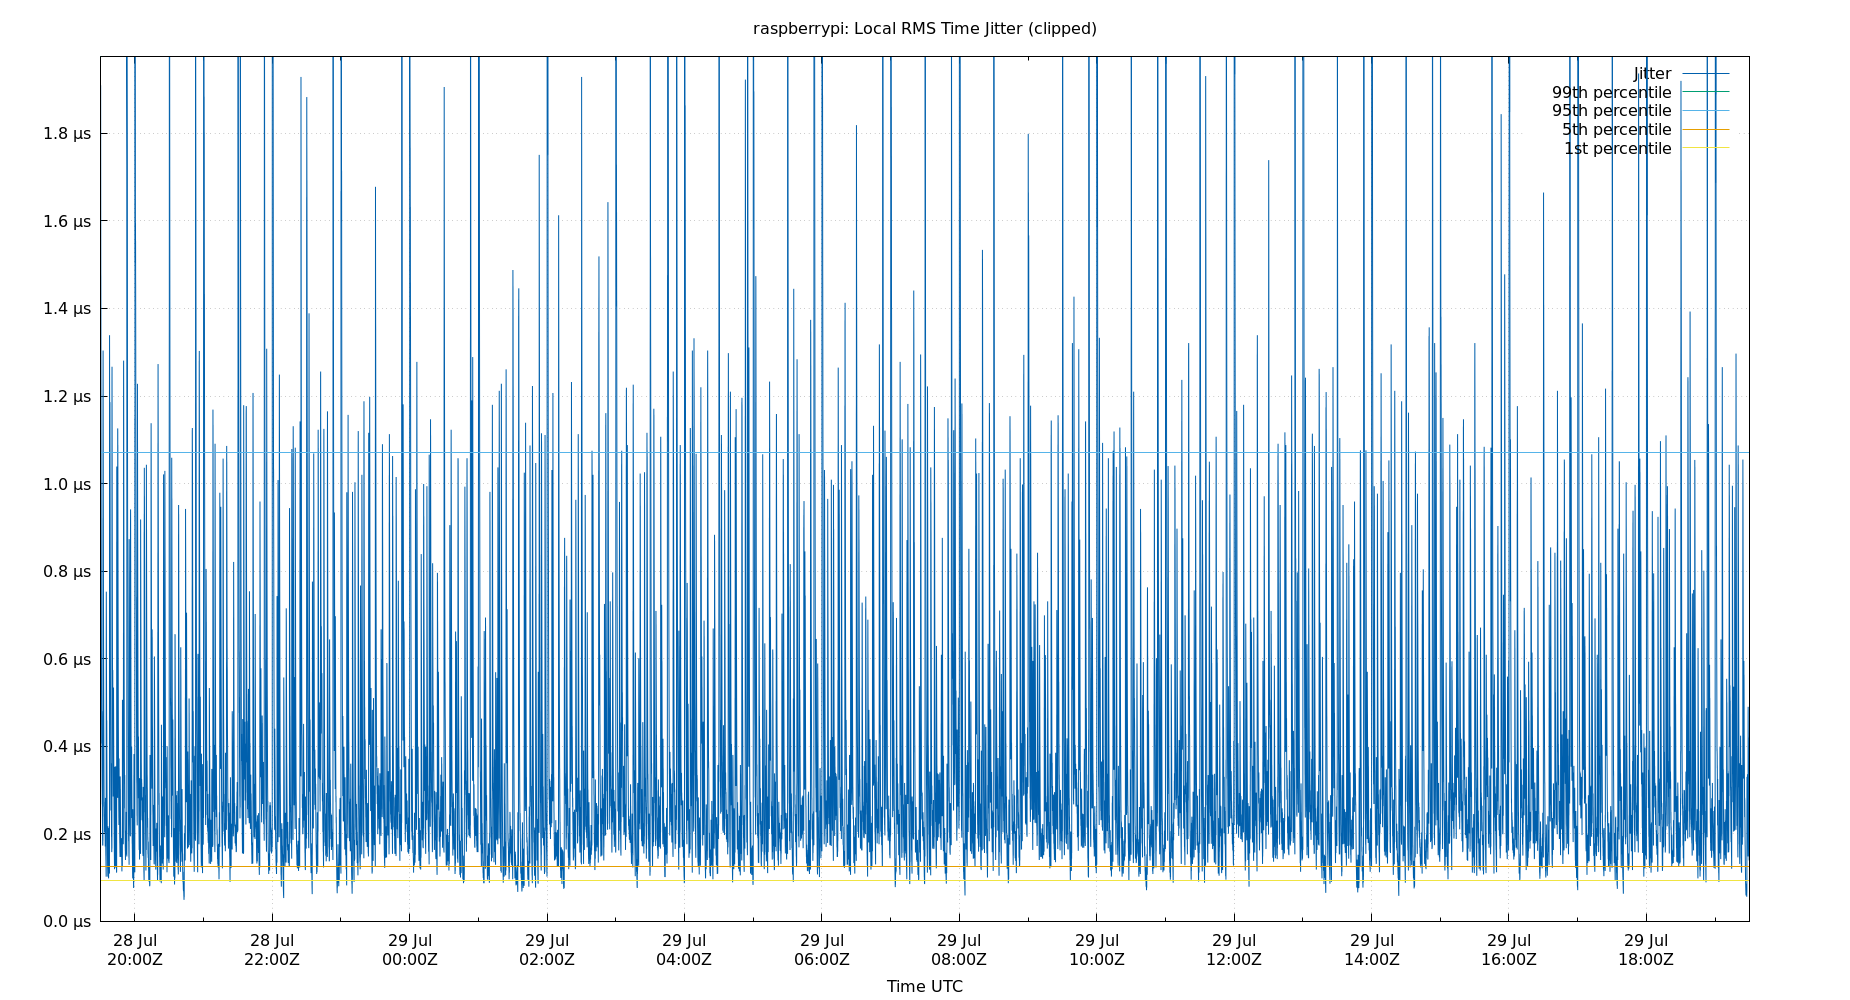 raspberrypi: Local RMS Time Jitter (clipped)
Jitter
99th percentile
95th percentile
5th percentile
1st percentile
1.8 µs
1.6 µs
1.4 µs
1.2 µs
1.0 µs
0.8 µs
0.6 µs
0.4 µs
0.2 µs
0.0 µs
28 Jul 28 Jul 29 Jul 29 Jul 29 Jul 29 Jul 29 Jul 29 Jul 29 Jul 29 Jul 29 Jul 29 Jul
20:00Z 22:00Z 00:00Z 02:00Z 04:00Z 06:00Z 08:00Z 10:00Z 12:00Z 14:00Z 16:00Z 18:00Z
Time UTC